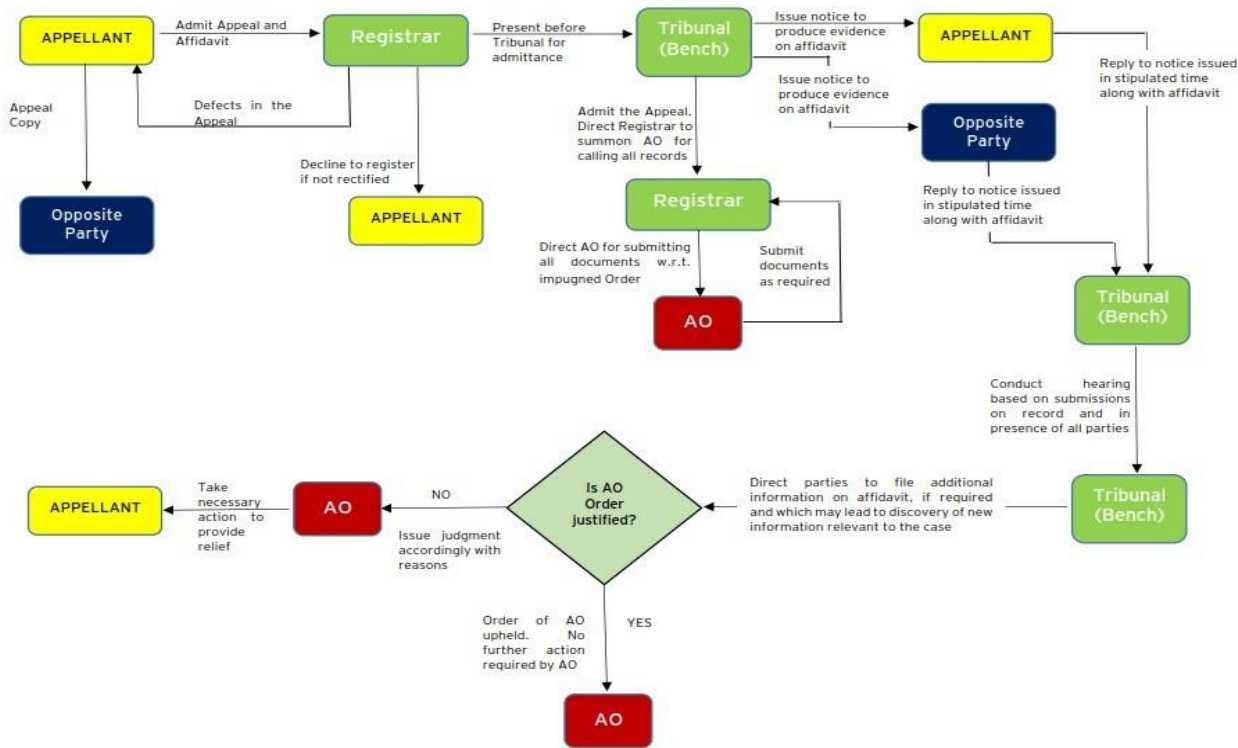 APPELLANT
Admit Appeal and
Affidavit
Registrar
Present before
Tribunal for
admittance
Tribunal
(Bench)
Issue notice to
produce evidence
on affidavit
APPELLANT
Issue notice to
produce evidence
on affidavit
Reply to notice issued
in stipulated time
along with affidavit
Appeal
Copy
Defects in the
Appeal
Admit the Appeal.
Direct Registrar to
summon AO for
calling all records
Opposite
Party
Decline to register
if not rectified
Opposite
Party
APPELLANT
Registrar
Reply to notice issued
in stipulated time
along with affidavit
Direct AO for submitting
all documents w.r.t.
impugned Order
Submit
documents
as required
AO
Tribunal
(Bench)
Conduct hearing
based on submissions
on record and in
presence of all parties
Tribunal
(Bench)
Direct parties to file additional
information on affidavit, if required
and which may lead to discovery of new
information relevant to the case
Is AO
Order
justified?
NO
Issue judgment
accordingly with
reasons
AO
Take
necessary
action to
provide
relief
APPELLANT
Order of AO
upheld. No
further action
required by AO
YES
AO